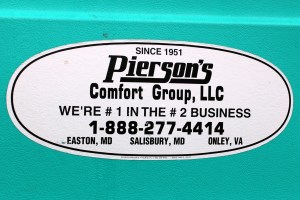 SINCE 1951
Pierson's
Comfort Group, LLC
WE'RE # 1 IN THE # 2 BUSINESS
1-888-277-4414
EASTON, MD SALISBURY, MD ONLEY, VA